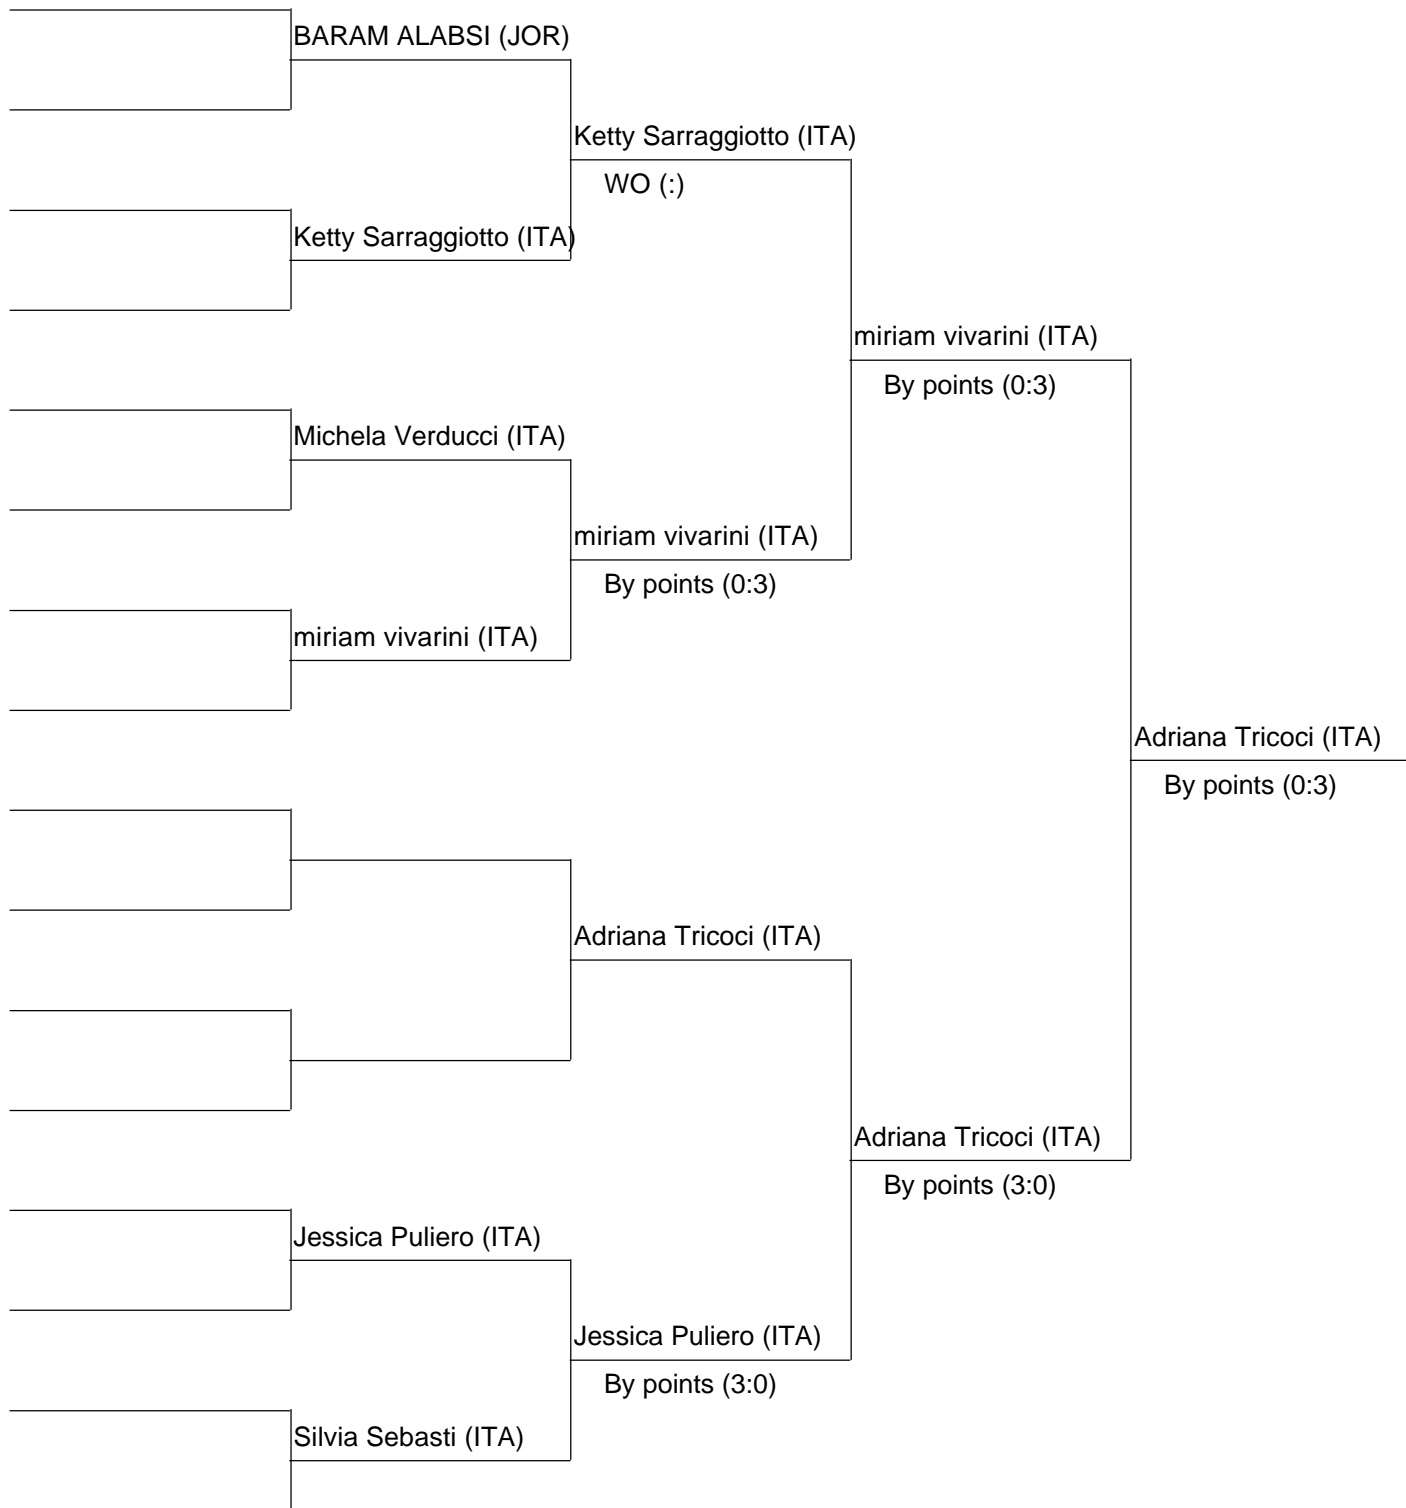 BARAM ALABSI (JOR)
Ketty Sarraggiotto (ITA)
WO (:)
Ketty Sarraggiotto (ITA)
miriam vivarini (ITA)
By points (0:3)
Michela Verducci (ITA)
miriam vivarini (ITA)
By points (0:3)
miriam vivarini (ITA)
Adriana Tricoci (ITA)
By points (0:3)
Adriana Tricoci (ITA)
Adriana Tricoci (ITA)
By points (3:0)
Jessica Puliero (ITA)
Jessica Puliero (ITA)
By points (3:0)
Silvia Sebasti (ITA)